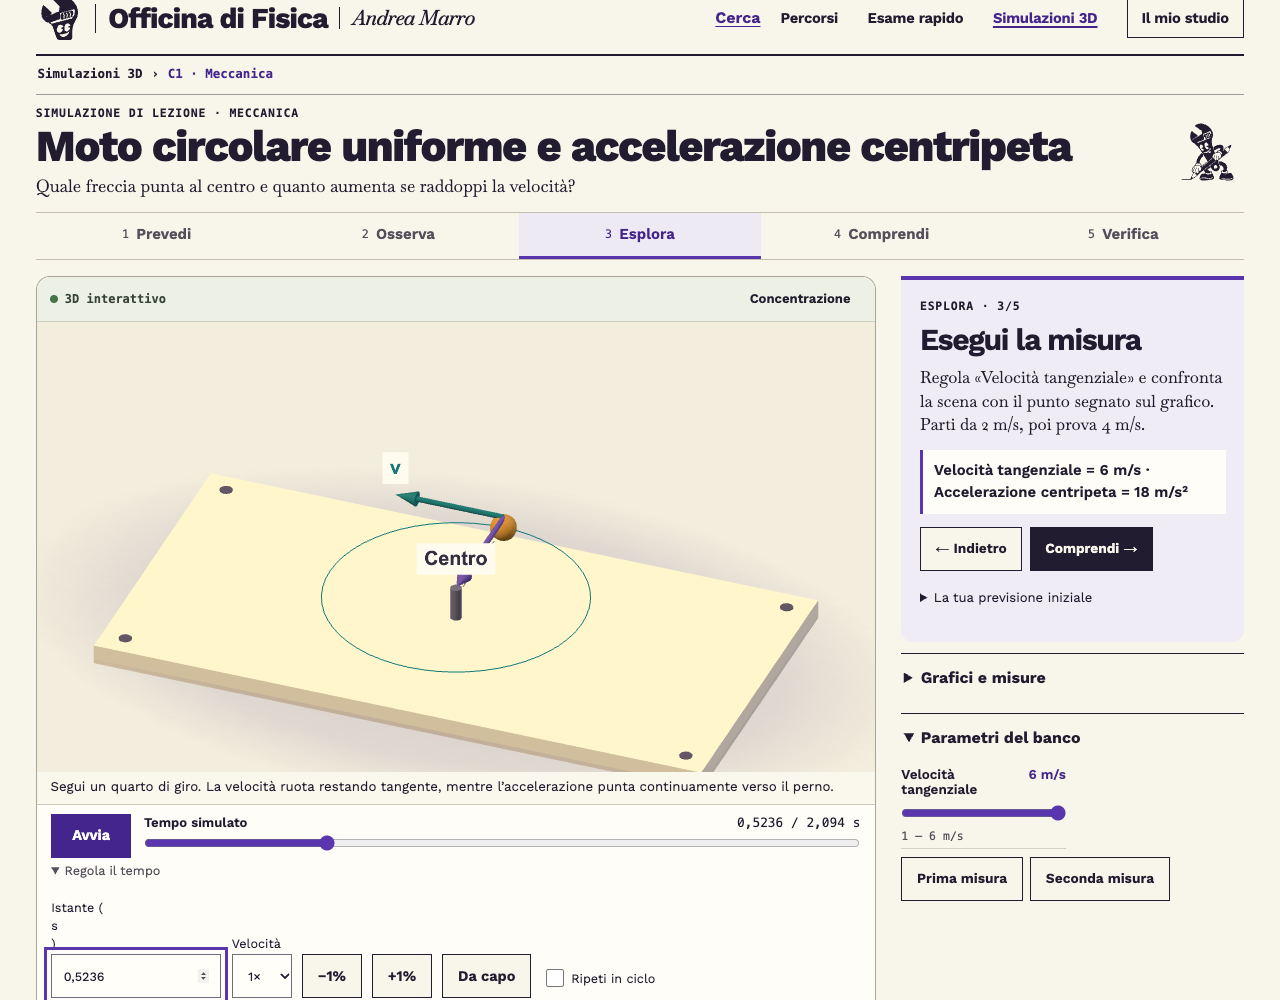 Officina di Fisica
Andrea Marro
Cerca
Percorsi
Esame rapido
Simulazioni 3D
Il mio studio
Simulazioni 3D › C1 · Meccanica
SIMULAZIONE DI LEZIONE · MECCANICA
Moto circolare uniforme e accelerazione centripeta
Quale freccia punta al centro e quanto aumenta se raddoppi la velocità?
1 Prevedi
2 Osserva
3 Esplora
4 Comprendi
5 Verifica
3D interattivo
Concentrazione
v
Centro
Segui un quarto di giro. La velocità ruota restando tangente, mentre l’accelerazione punta continuamente verso il perno.
Avvia
Tempo simulato
0,5236 / 2,094 s
▼ Regola il tempo
Istante (
s
)
0,5236
Velocità
1×
−1%
+1%
Da capo
Ripeti in ciclo
ESPLORA · 3/5
Esegui la misura
Regola «Velocità tangenziale» e confronta
la scena con il punto segnato sul grafico.
Parti da 2 m/s, poi prova 4 m/s.
Velocità tangenziale = 6 m/s ·
Accelerazione centripeta = 18 m/s²
← Indietro
Comprendi →
▶ La tua previsione iniziale
▶ Grafici e misure
▼ Parametri del banco
Velocità
tangenziale
6 m/s
1 – 6 m/s
Prima misura
Seconda misura